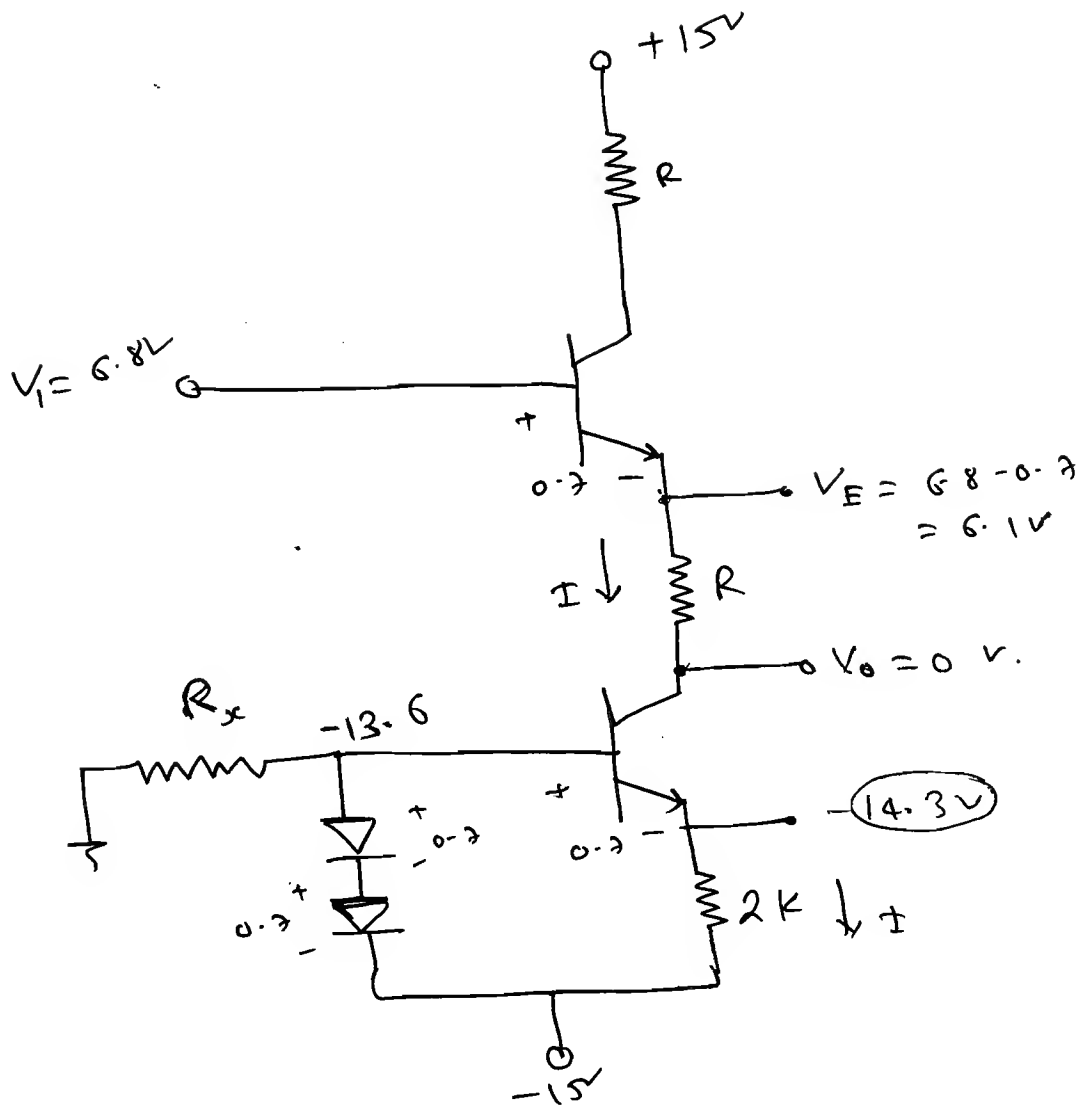 +15V
R
V1 = 6.8V
+
0.7 -
VE = 6.8-0.7
= 6.1V
I
R
Vo = 0 V.
Rx
-13.6
+
0.7 -
-14.3V
+
- 0.7
+
0.7
-
2K
I
-15V